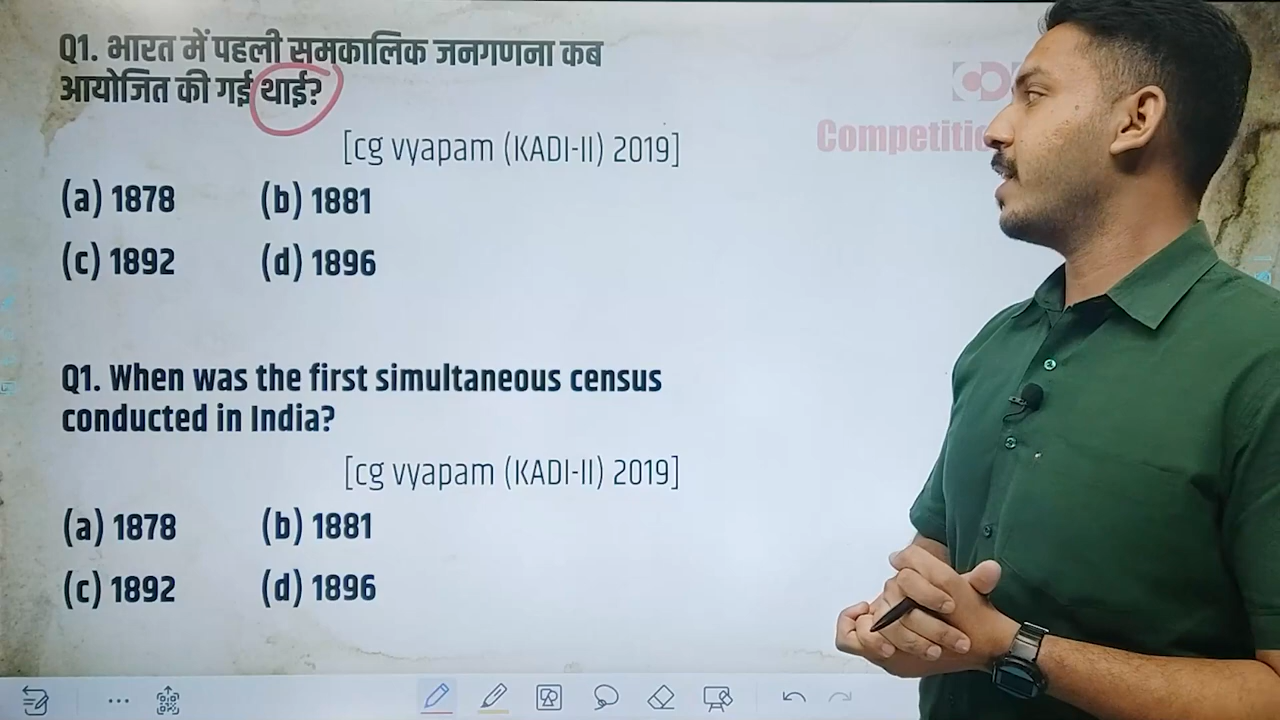 Q1. भारत में पहली समकालिक जनगणना कब
आयोजित की गई थाई?
[cg vyapam (KADI-II) 2019]
(a) 1878 (b) 1881
(c) 1892 (d) 1896
Q1. When was the first simultaneous census
conducted in India?
[cg vyapam (KADI-II) 2019]
(a) 1878 (b) 1881
(c) 1892 (d) 1896